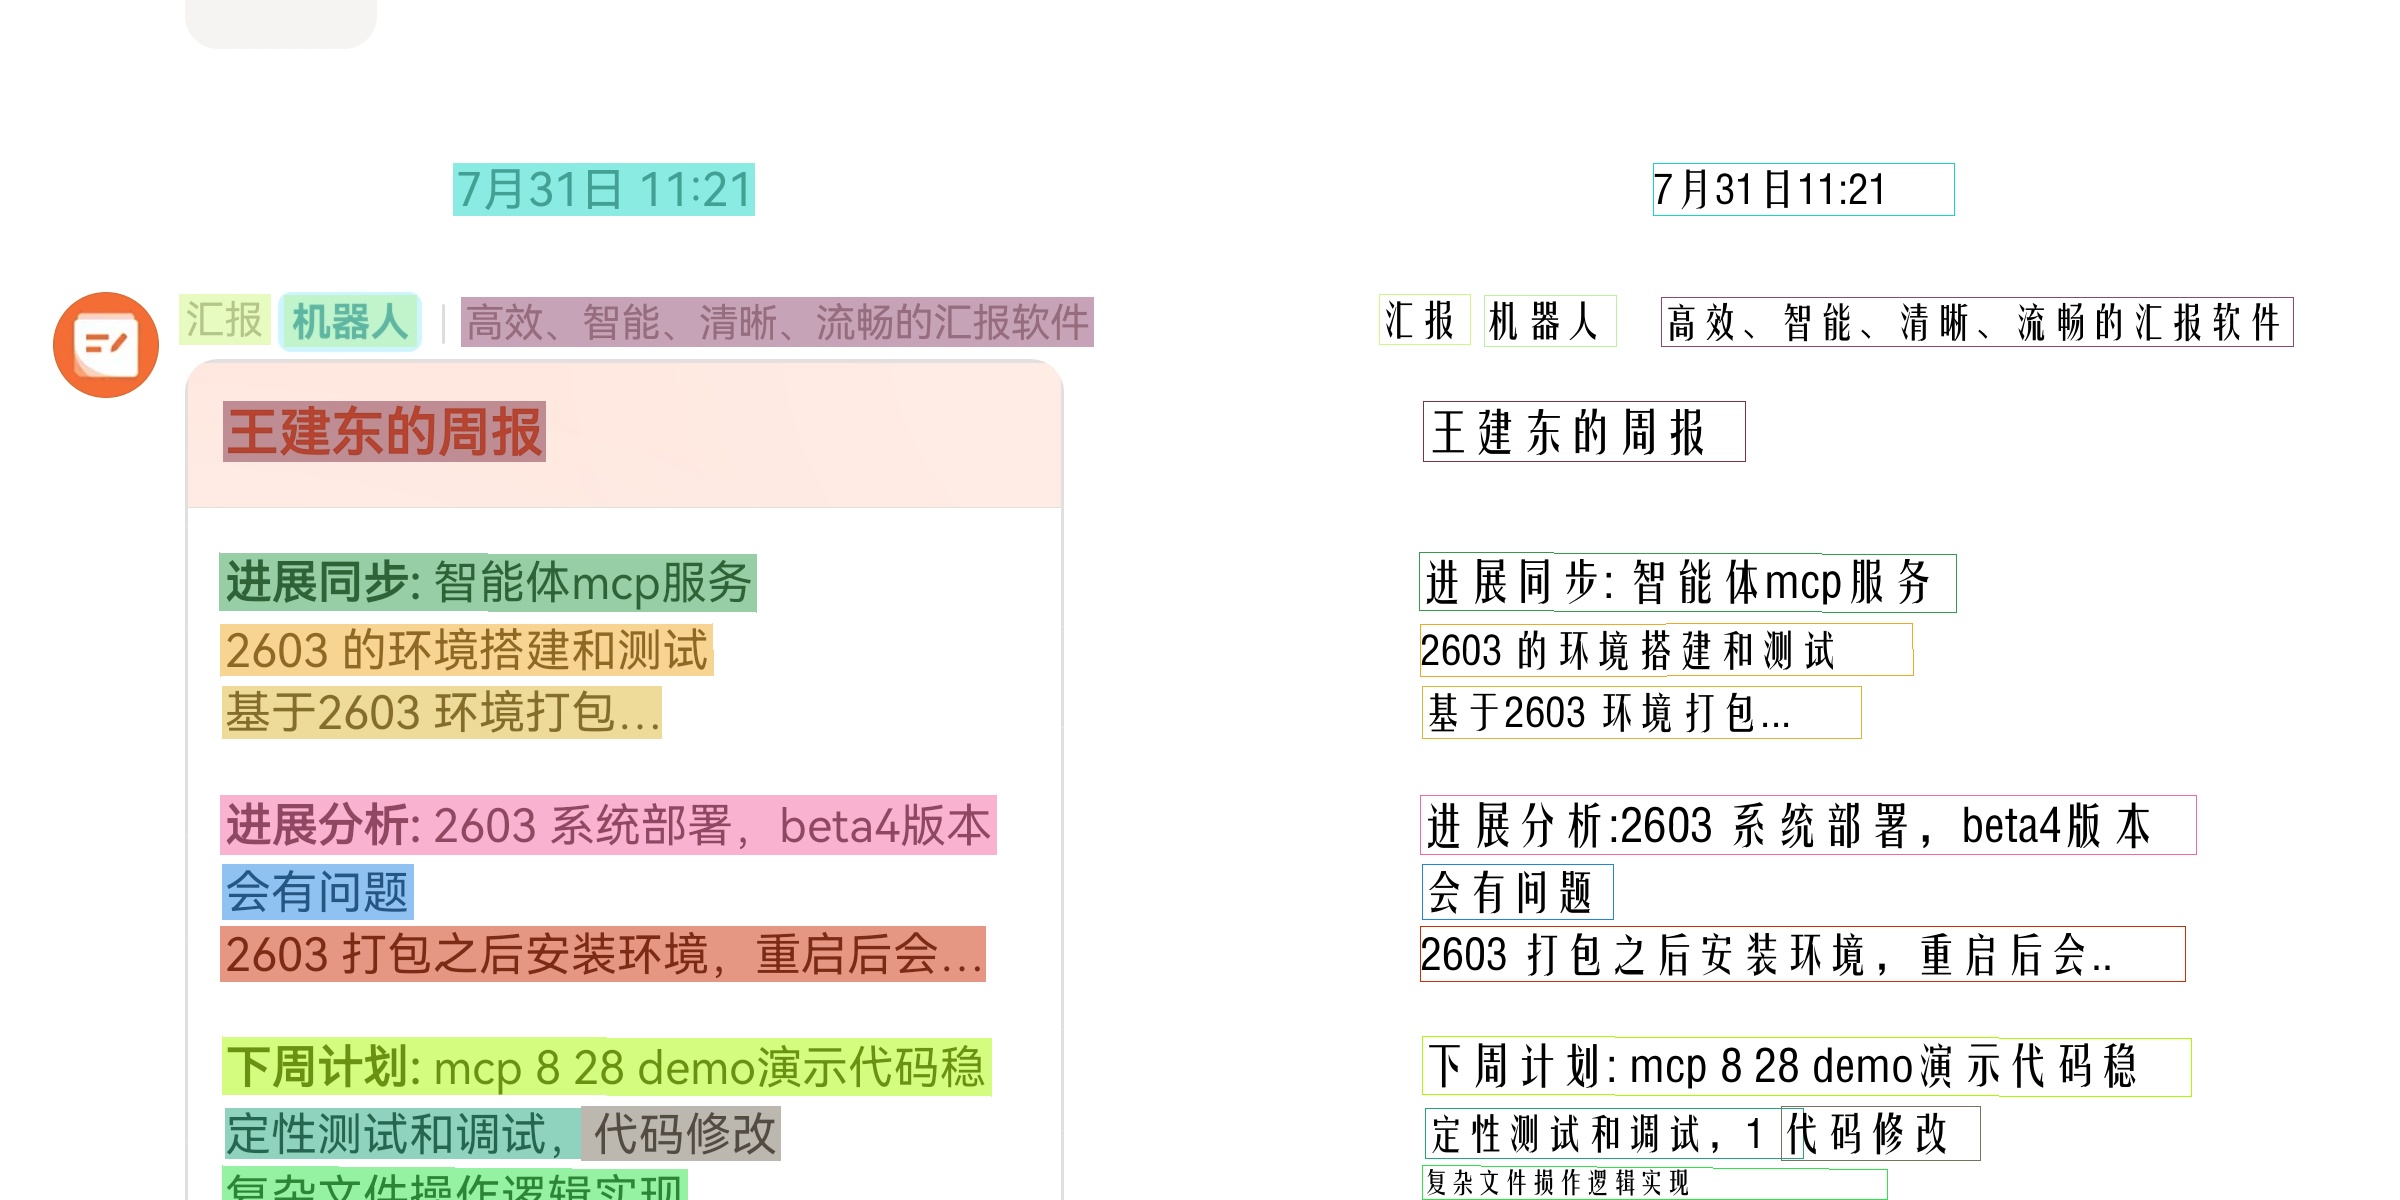 7月31日 11:21
7月31日11:21
汇报 机器人 高效、智能、清晰、流畅的汇报软件
汇报 机器人 高效、智能、清晰、流畅的汇报软件
王建东的周报
王建东的周报
进展同步: 智能体mcp服务
进展同步: 智能体mcp服务
2603 的环境搭建和测试
2603 的环境搭建和测试
基于2603 环境打包...
基于2603 环境打包...
进展分析: 2603 系统部署，beta4版本
进展分析:2603 系统部署，beta4版本
会有问题
会有问题
2603 打包之后安装环境，重启后会...
2603 打包之后安装环境，重启后会..
下周计划: mcp 8 28 demo演示代码稳
下周计划: mcp 8 28 demo演示代码稳
定性测试和调试，代码修改
定性测试和调试，1 代码修改
复杂文件操作逻辑实现
复杂文件损作逻辑实现